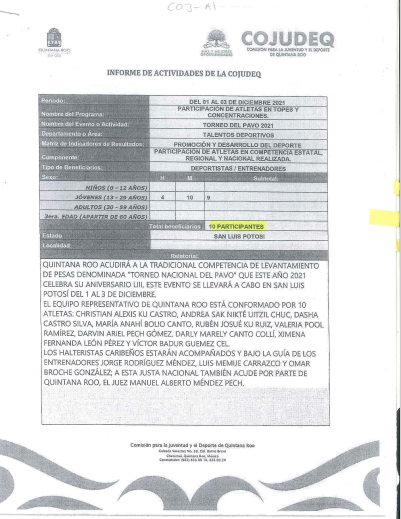 C03-A1
QUINTANA ROO
COJUDEQ
COMISIÓN PARA LA JUVENTUD Y EL DEPORTE
DE QUINTANA ROO
INFORME DE ACTIVIDADES DE LA COJUDEQ
Periodo: DEL 01 AL 03 DE DICIEMBRE 2021
Nombre del Programa: PARTICIPACIÓN DE ATLETAS EN TOPES Y CONCENTRACIONES.
Nombre del Evento o Actividad: TORNEO DEL PAVO 2021
Departamento o Área: TALENTOS DEPORTIVOS
Matriz de Indicadores de Resultados: PROMOCIÓN Y DESARROLLO DEL DEPORTE
Componente: PARTICIPACIÓN DE ATLETAS EN COMPETENCIA ESTATAL, REGIONAL Y NACIONAL REALIZADA.
Tipo de Beneficiarios: DEPORTISTAS / ENTRENADORES
Sexo: H M Subtotal:
NIÑOS (0 - 12 AÑOS)
JÓVENES (13 - 29 AÑOS) 4 10 9
ADULTOS (30 - 59 AÑOS)
3era. EDAD (APARTIR DE 60 AÑOS)
Total beneficiarios 10 PARTICIPANTES
Estado SAN LUIS POTOSÍ
Localidad
Relatoría:
QUINTANA ROO ACUDIRÁ A LA TRADICIONAL COMPETENCIA DE LEVANTAMIENTO
DE PESAS DENOMINADA "TORNEO NACIONAL DEL PAVO" QUE ESTE AÑO 2021
CELEBRA SU ANIVERSARIO LIII, ESTE EVENTO SE LLEVARÁ A CABO EN SAN LUIS
POTOSÍ DEL 1 AL 3 DE DICIEMBRE.
EL EQUIPO REPRESENTATIVO DE QUINTANA ROO ESTÁ CONFORMADO POR 10
ATLETAS: CHRISTIAN ALEXIS KU CASTRO, ANDREA SAK ÑIKTÉ UITZIL CHUC, DASHA
CASTRO SILVA, MARÍA ANAHÍ BOLIO CANTO, RUBÉN JOSUÉ KU RUIZ, VALERIA POOL
RAMÍREZ, DARVIN ARIEL PECH GÓMEZ, DARLY MARELY CANTO COLLÍ, XIMENA
FERNANDA LEÓN PÉREZ Y VÍCTOR BADUR GUEMEZ CEL.
LOS HALTERISTAS CARIBEÑOS ESTARÁN ACOMPAÑADOS Y BAJO LA GUÍA DE LOS
ENTRENADORES JORGE RODRÍGUEZ MÉNDEZ, LUIS MEMIJE CARRAZCO Y OMAR
BROCHE GONZÁLEZ; A ESTA JUSTA NACIONAL TAMBIÉN ACUDE POR PARTE DE
QUINTANA ROO, EL JUEZ MANUEL ALBERTO MÉNDEZ PECH.
Comisión para la Juventud y el Deporte de Quintana Roo
Chetumal, Quintana Roo, México